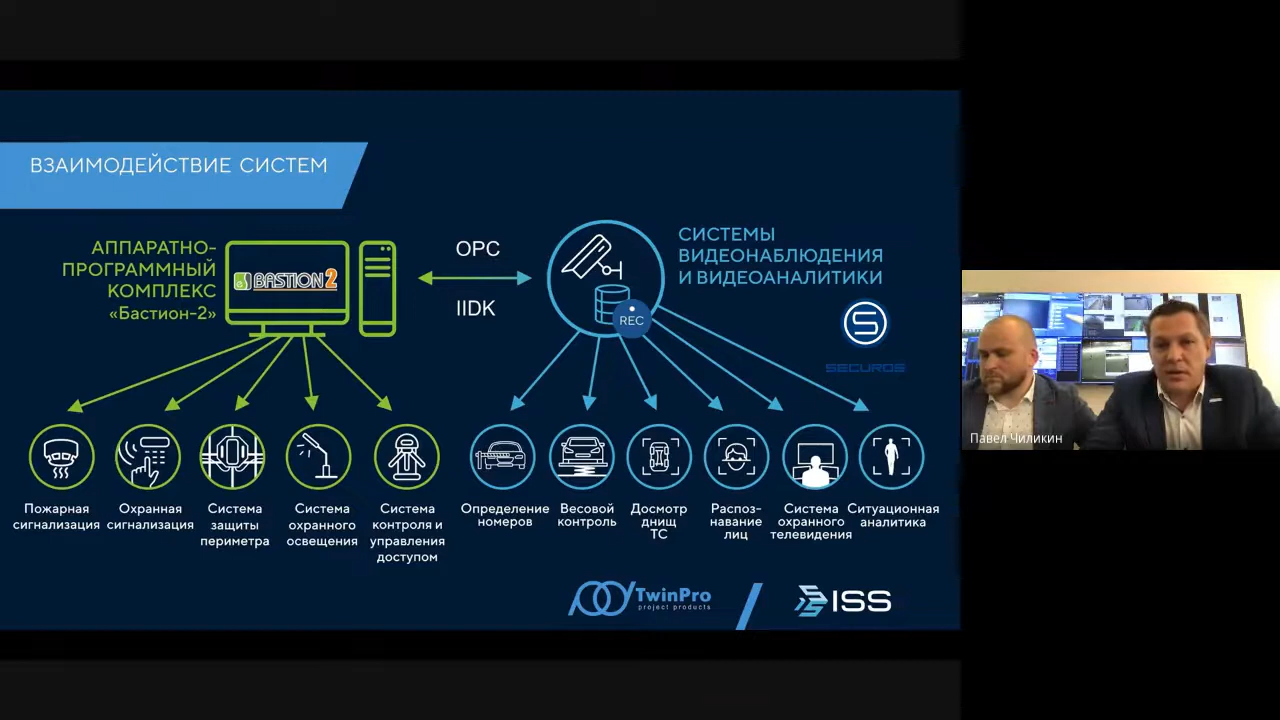 ВЗАИМОДЕЙСТВИЕ СИСТЕМ
АППАРАТНО-
ПРОГРАММНЫЙ
КОМПЛЕКС
«Бастион-2»
BASTION 2
OPC
IIDK
REC
СИСТЕМЫ
ВИДЕОНАБЛЮДЕНИЯ
И ВИДЕОАНАЛИТИКИ
SECUROS
Пожарная
сигнализация
Охранная
сигнализация
Система
защиты
периметра
Система
охранного
освещения
Система
контроля и
управления
доступом
Определение
номеров
Весовой
контроль
Досмотр
днищ
ТС
Распоз-
навание
лиц
Система
охранного
телевидения
Ситуационная
аналитика
TwinPro
project products
ISS
Павел Чиликин